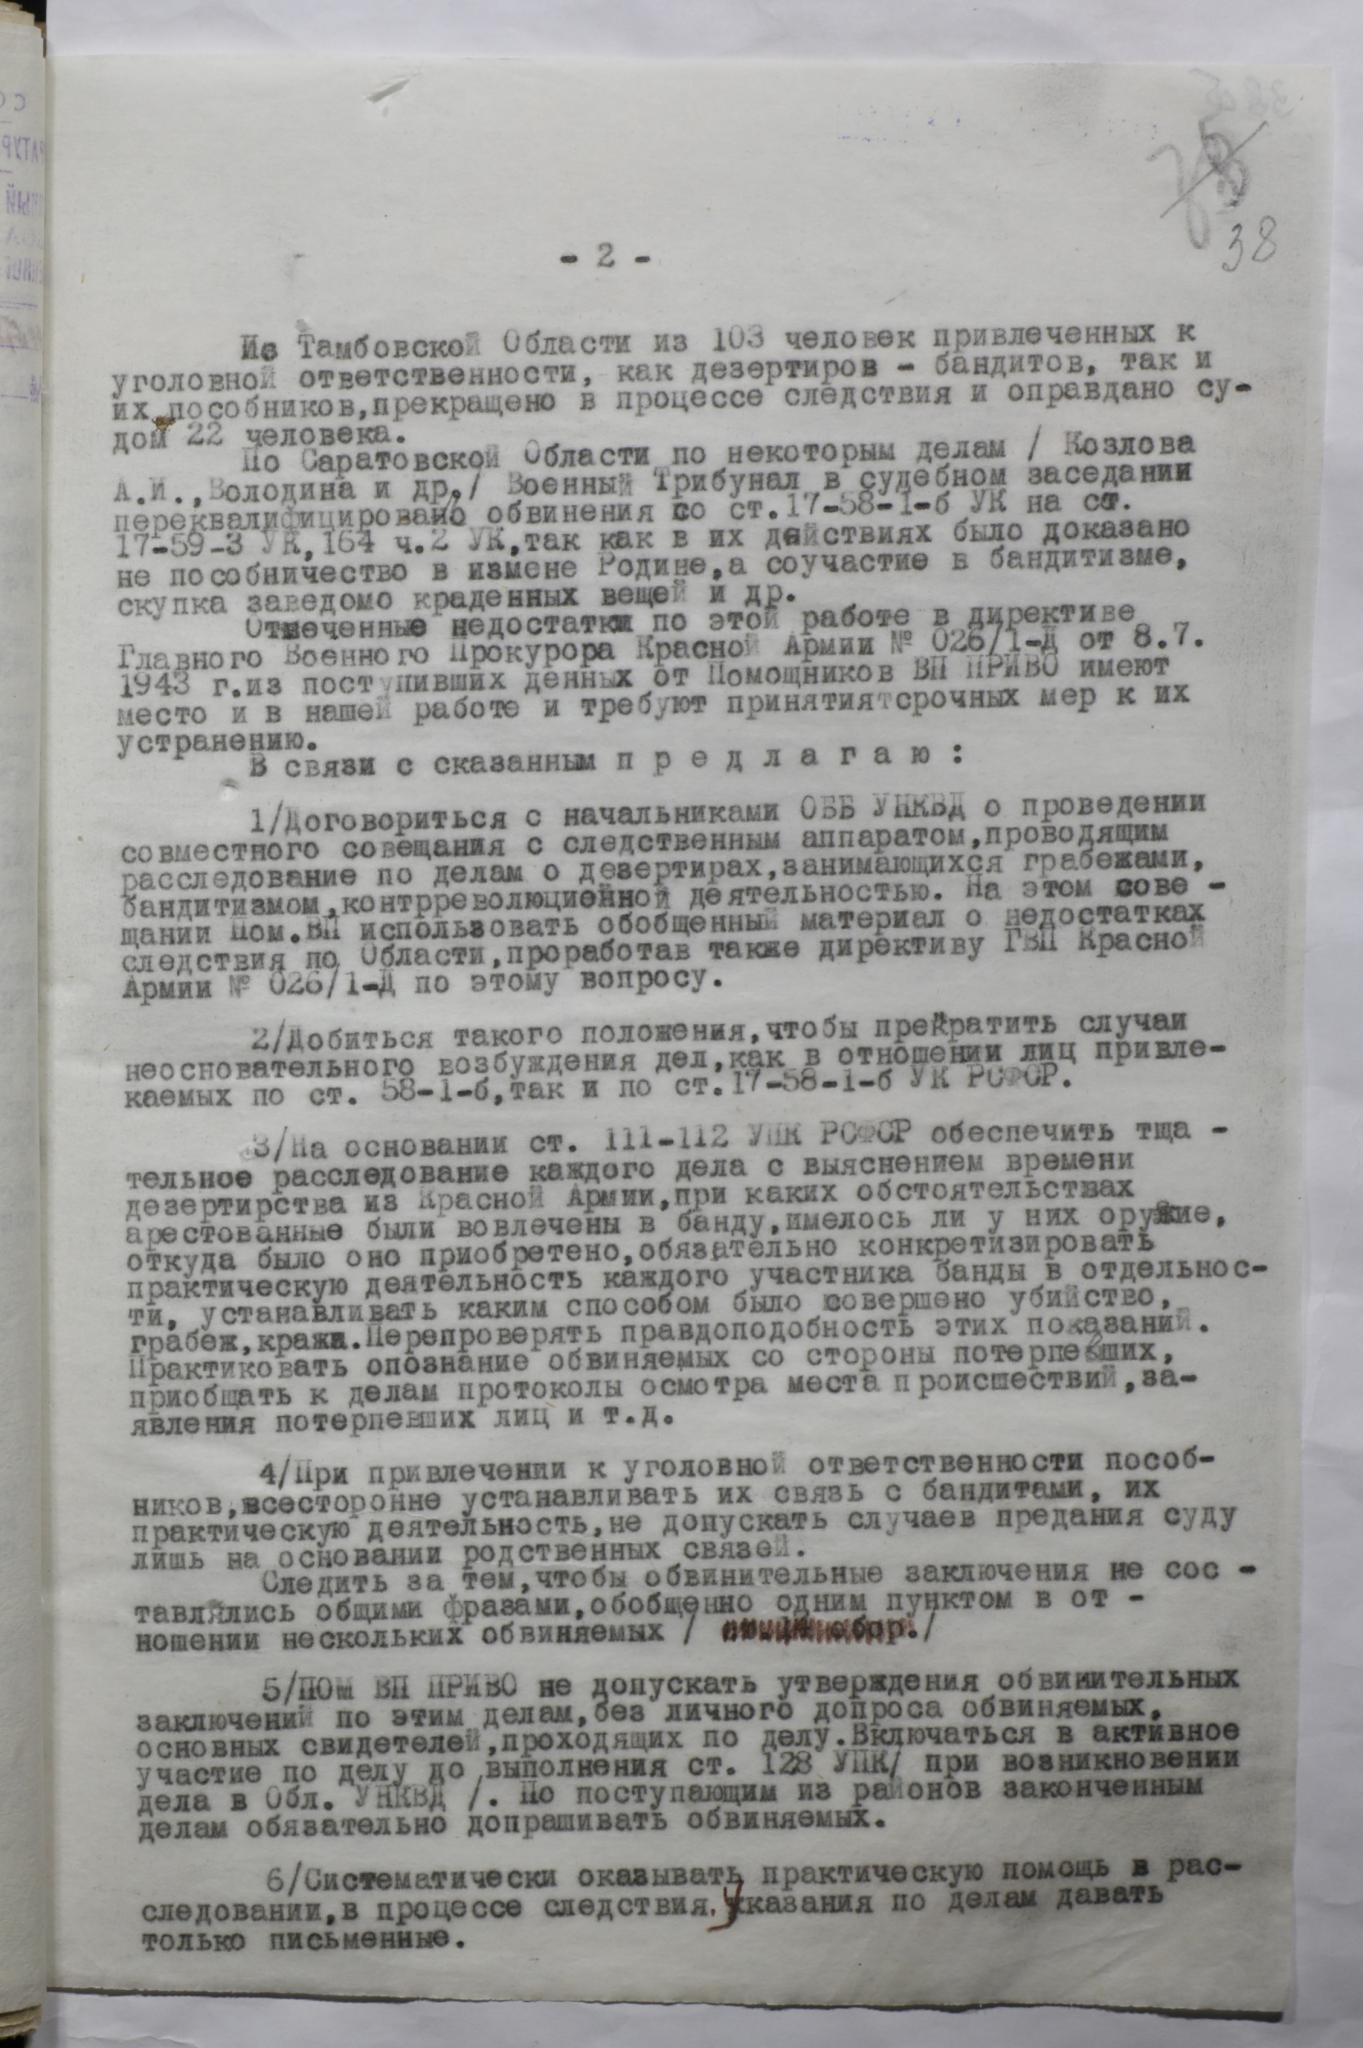 38
- 2 -
Ис Тамбовской Области из 103 человек привлеченных к
уголовной ответственности, как дезертиров - бандитов, так и
их пособников,прекращено в процессе следствия и оправдано су-
дом 22 человека.
По Саратовской Области по некоторым делам / Козлова
А.И.,Володина и др./ Военный Трибунал в судебном заседании
переквалифицировано обвинения со ст.17-58-1-б УК на ст.
17-59-3 УК,164 ч.2 УК,так как в их действиях было доказано
не пособничество в измене Родине,а соучастие в бандитизме,
скупка заведомо краденных вещей и др.
Отмеченные недостатки по этой работе в директиве
Главного Военного Прокурора Красной Армии № 026/1-Д от 8.7.
1943 г.из поступивших денных от Помощников ВП ПРИВО имеют
место и в нашей работе и требуют принятиятсрочных мер к их
устранению.
В связи с сказанным п р е д л а г а ю :
1/Договориться с начальниками ОББ УНКВД о проведении
совместного совещания с следственным аппаратом,проводящим
расследование по делам о дезертирах,занимающихся грабежами,
бандитизмом,контрреволюционной деятельностью. На этом сове -
щании Пом.ВП использовать обобщенный материал о недостатках
следствия по Области,проработав также директиву ГВП Красной
Армии № 026/1-Д по этому вопросу.
2/Добиться такого положения,чтобы прекратить случаи
неосновательного возбуждения дел,как в отношении лиц привле-
каемых по ст. 58-1-б,так и по ст.17-58-1-б УК РСФСР.
3/На основании ст. 111-112 УПК РСФСР обеспечить тща -
тельное расследование каждого дела с выяснением времени
дезертирства из Красной Армии,при каких обстоятельствах
арестованные были вовлечены в банду,имелось ли у них оружие,
откуда было оно приобретено,обязательно конкретизировать
практическую деятельность каждого участника банды в отдельнос-
ти, устанавливать каким способом было совершено убийство,
грабеж,кража.Перепроверять правдоподобность этих показаний.
Практиковать опознание обвиняемых со стороны потерпевших,
приобщать к делам протоколы осмотра места происшествий,за-
явления потерпевших лиц и т.д.
4/При привлечении к уголовной ответственности пособ-
ников,всесторонне устанавливать их связь с бандитами, их
практическую деятельность,не допускать случаев предания суду
лишь на основании родственных связей.
Следить за тем,чтобы обвинительные заключения не сос -
тавлялись общими фразами,обобщенно одним пунктом в от -
ношении нескольких обвиняемых / обор./
5/ПОМ ВП ПРИВО не допускать утверждения обвинительных
заключений по этим делам,без личного допроса обвиняемых,
основных свидетелей,проходящих по делу.Включаться в активное
участие по делу до выполнения ст. 128 УПК/ при возникновении
дела в Обл. УНКВД /. По поступающим из районов законченным
делам обязательно допрашивать обвиняемых.
6/Систематически оказывать практическую помощь в рас-
следовании,в процессе следствия.Указания по делам давать
только письменные.